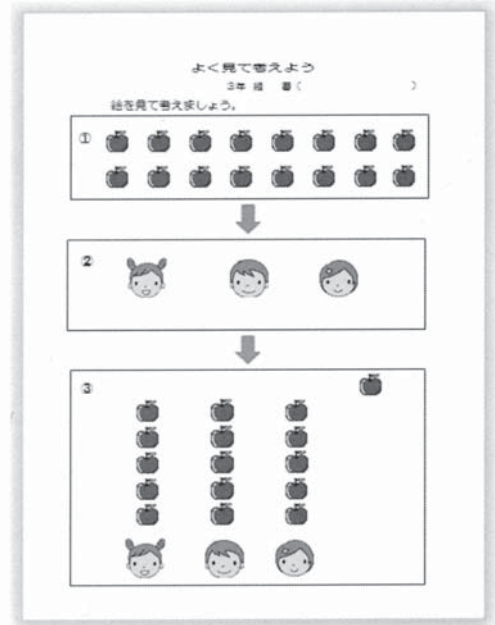 よく見て考えよう
3年 組 番（ ）
絵を見て考えましょう。
①
②
③